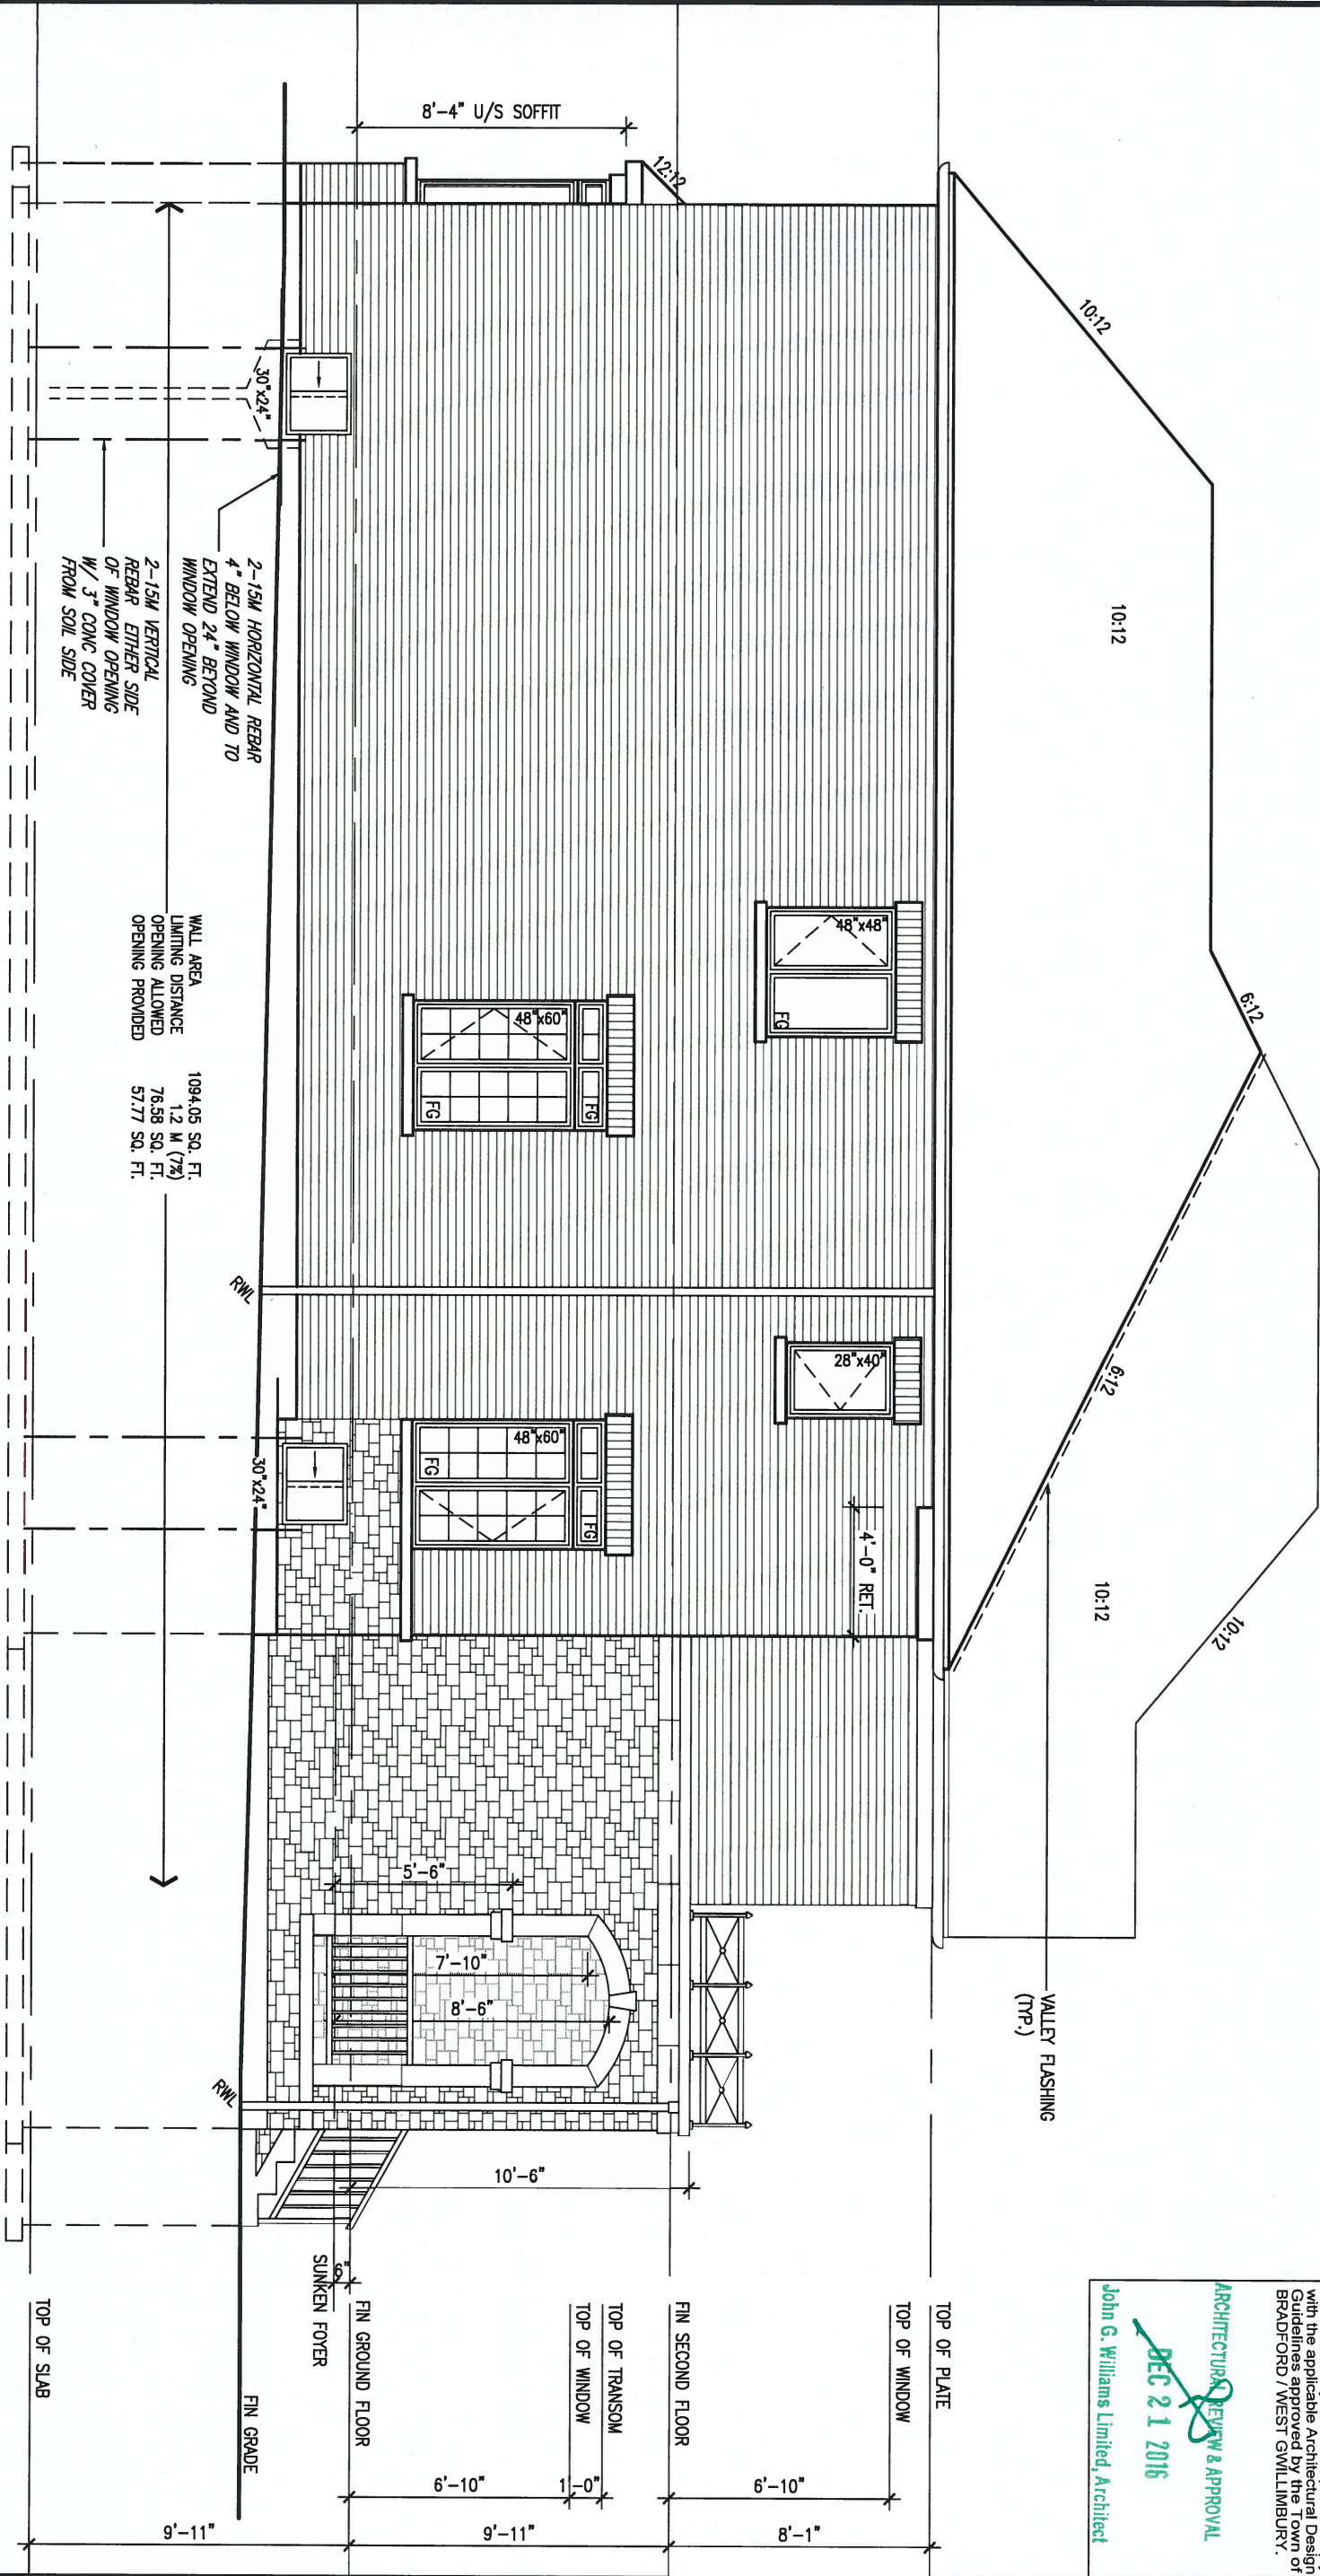 with the applicable Architectural Design
Guidelines approved by the Town of
BRADFORD / WEST GWILLIMBURY.
ARCHITECTURAL REVIEW & APPROVAL
DEC 21 2016
John G. Williams Limited, Architect
10:12
10:12
6:12
6:12
10:12
10:12
VALLEY FLASHING
(TYP.)
12:12
8'-4" U/S SOFFIT
48"x48"
FG
28"x40"
4'-0" RET.
48"x60"
FG
FG
48"x60"
FG
FG
30"x24"
30"x24"
RWL
RWL
5'-6"
7'-10"
8'-6"
10'-6"
6"
TOP OF PLATE
TOP OF WINDOW
FIN SECOND FLOOR
TOP OF TRANSOM
TOP OF WINDOW
FIN GROUND FLOOR
SUNKEN FOYER
FIN GRADE
TOP OF SLAB
6'-10"
1'-0"
6'-10"
8'-1"
9'-11"
9'-11"
2-15M HORIZONTAL REBAR
4" BELOW WINDOW AND TO
EXTEND 24" BEYOND
WINDOW OPENING
2-15M VERTICAL
REBAR EITHER SIDE
OF WINDOW OPENING
W/ 3" CONC COVER
FROM SOIL SIDE
WALL AREA 1094.05 SQ. FT.
LIMITING DISTANCE 1.2 M (7%)
OPENING ALLOWED 76.58 SQ. FT.
OPENING PROVIDED 57.77 SQ. FT.